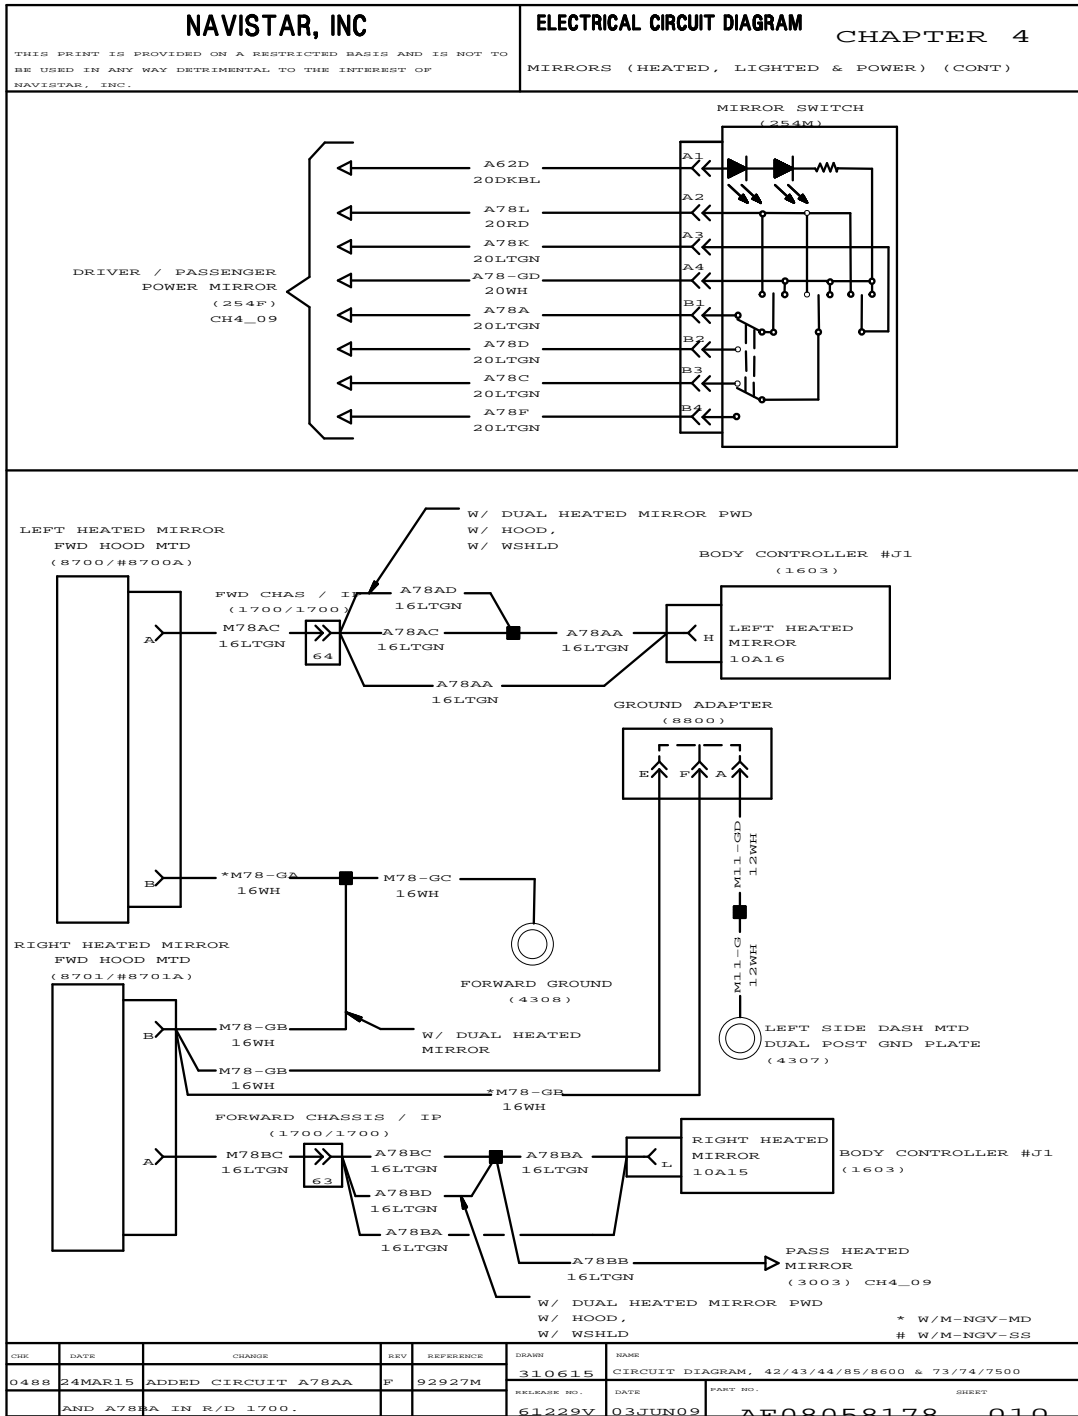 NAVISTAR, INC
THIS PRINT IS PROVIDED ON A RESTRICTED BASIS AND IS NOT TO
BE USED IN ANY WAY DETRIMENTAL TO THE INTEREST OF
NAVISTAR, INC.
ELECTRICAL CIRCUIT DIAGRAM
CHAPTER 4
MIRRORS (HEATED, LIGHTED & POWER) (CONT)
MIRROR SWITCH
(254M)
DRIVER / PASSENGER
POWER MIRROR
(254F)
CH4_09
A62D
20DKBL
A1
A78L
20RD
A2
A78K
20LTGN
A3
A78-GD
20WH
A4
A78A
20LTGN
B1
A78D
20LTGN
B2
A78C
20LTGN
B3
A78F
20LTGN
B4
W/ DUAL HEATED MIRROR PWD
W/ HOOD,
W/ WSHLD
LEFT HEATED MIRROR
FWD HOOD MTD
(8700/#8700A)
FWD CHAS / IP
(1700/1700)
A
M78AC
16LTGN
64
A78AD
16LTGN
A78AC
16LTGN
A78AA
16LTGN
A78AA
16LTGN
BODY CONTROLLER #J1
(1603)
H
LEFT HEATED
MIRROR
10A16
GROUND ADAPTER
(8800)
E
F
A
M11-GD
12WH
M11-G
12WH
LEFT SIDE DASH MTD
DUAL POST GND PLATE
(4307)
B
*M78-GA
16WH
M78-GC
16WH
FORWARD GROUND
(4308)
RIGHT HEATED MIRROR
FWD HOOD MTD
(8701/#8701A)
B
M78-GB
16WH
W/ DUAL HEATED
MIRROR
M78-GB
16WH
*M78-GB
16WH
FORWARD CHASSIS / IP
(1700/1700)
A
M78BC
16LTGN
63
A78BC
16LTGN
A78BD
16LTGN
A78BA
16LTGN
A78BA
16LTGN
L
RIGHT HEATED
MIRROR
10A15
BODY CONTROLLER #J1
(1603)
A78BB
16LTGN
PASS HEATED
MIRROR
(3003) CH4_09
W/ DUAL HEATED MIRROR PWD
W/ HOOD,
W/ WSHLD
* W/M-NGV-MD
# W/M-NGV-SS
CHK DATE CHANGE REV REFERENCE
0488 24MAR15 ADDED CIRCUIT A78AA F 92927M
AND A78BA IN R/D 1700.
DRAWN
310615
NAME
CIRCUIT DIAGRAM, 42/43/44/85/8600 & 73/74/7500
RELEASE NO.
61229V
DATE
03JUN09
PART NO.
AF08058178
SHEET
010